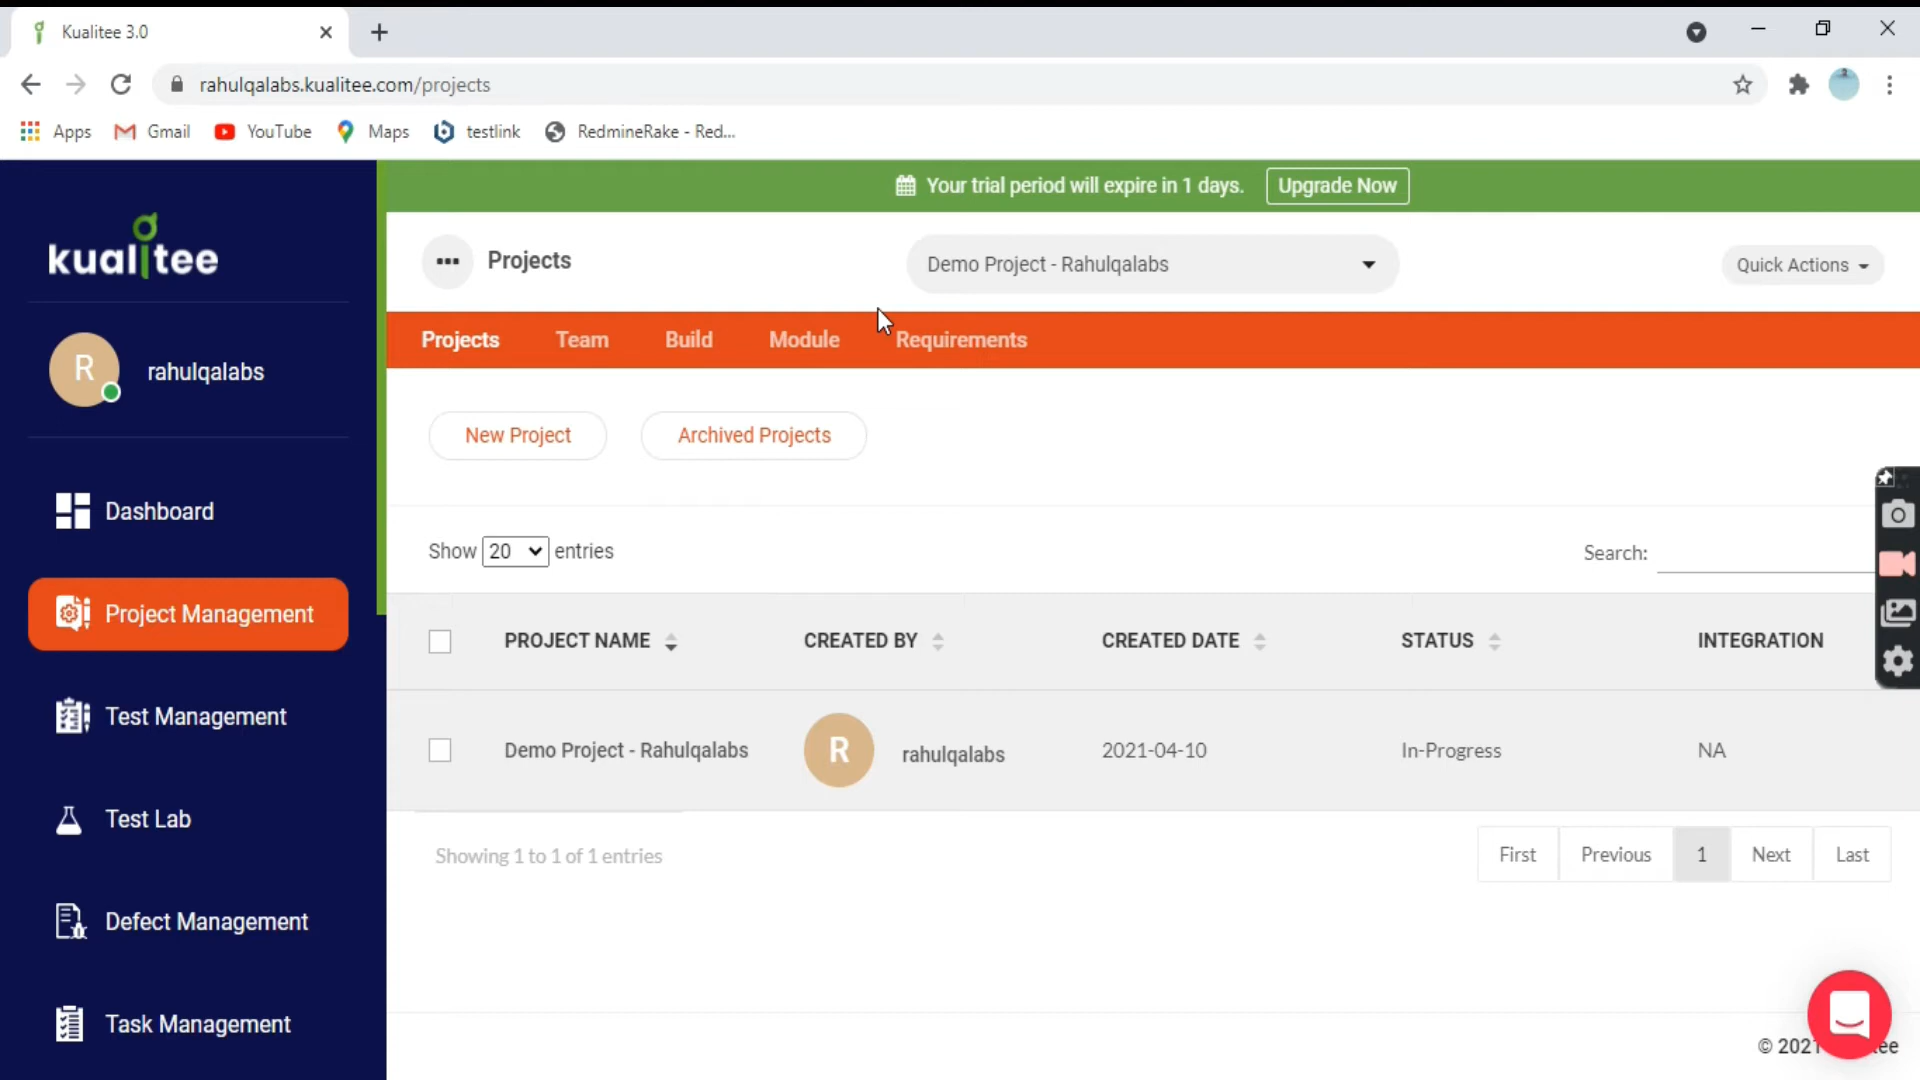 Kualitee 3.0
rahulqalabs.kualitee.com/projects
Apps Gmail YouTube Maps testlink RedmineRake - Red...
Your trial period will expire in 1 days. Upgrade Now
kualitee
Projects
Demo Project - Rahulqalabs
Quick Actions
Projects Team Build Module Requirements
R rahulqalabs
New Project Archived Projects
Dashboard
Show 20 entries
Search:
Project Management
PROJECT NAME CREATED BY CREATED DATE STATUS INTEGRATION
Test Management
Demo Project - Rahulqalabs R rahulqalabs 2021-04-10 In-Progress NA
Test Lab
Showing 1 to 1 of 1 entries
First Previous 1 Next Last
Defect Management
Task Management
© 2021 ee